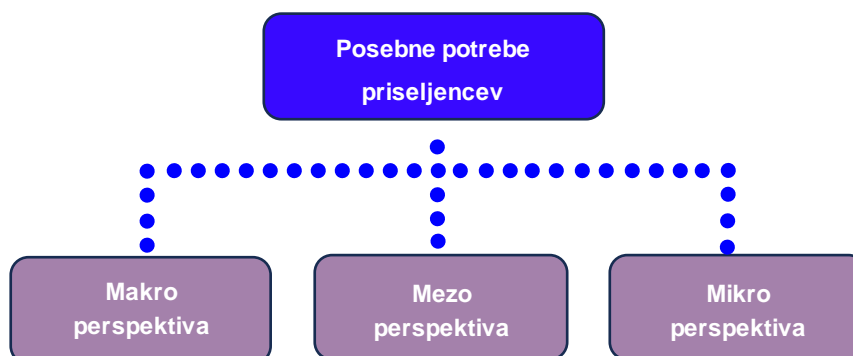 Posebne potrebe
priseljencev
Makro
perspektiva
Mezo
perspektiva
Mikro
perspektiva